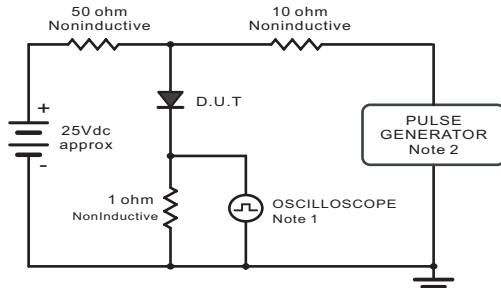 50 ohm
Noninductive
10 ohm
Noninductive
D.U.T
+
25Vdc
approx
-
PULSE
GENERATOR
Note 2
1 ohm
NonInductive
OSCILLOSCOPE
Note 1